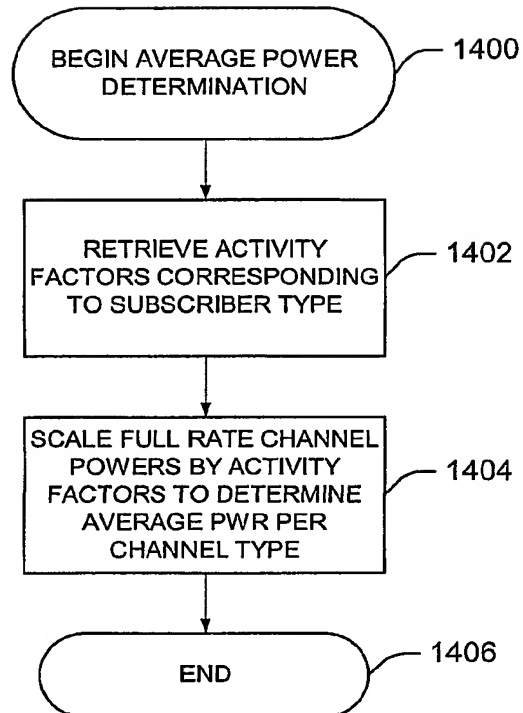 BEGIN AVERAGE POWER
DETERMINATION
1400
RETRIEVE ACTIVITY
FACTORS CORRESPONDING
TO SUBSCRIBER TYPE
1402
SCALE FULL RATE CHANNEL
POWERS BY ACTIVITY
FACTORS TO DETERMINE
AVERAGE PWR PER
CHANNEL TYPE
1404
END
1406